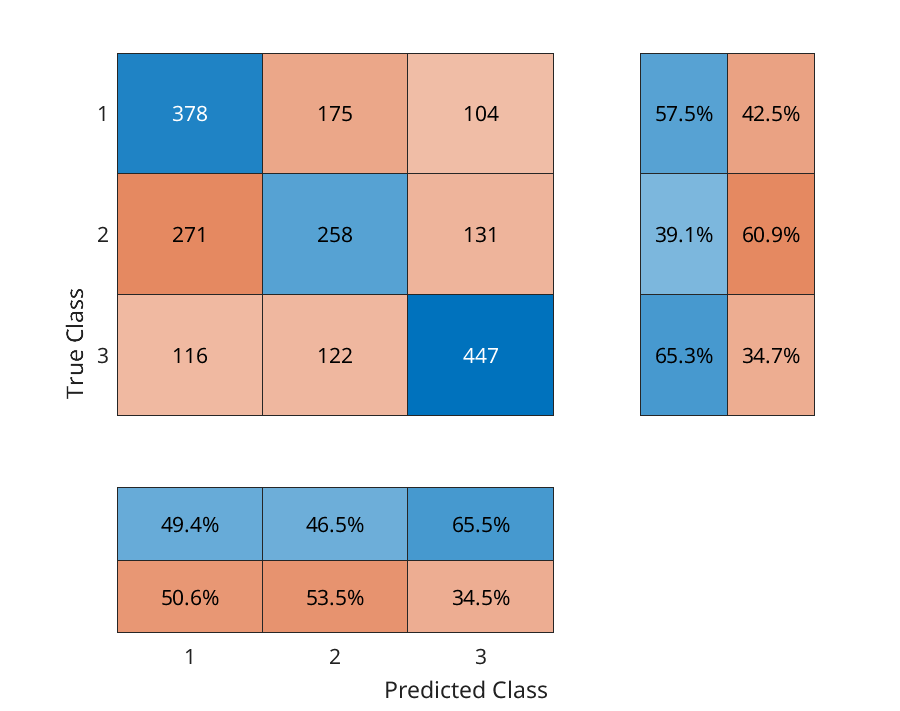 1 378 175 104 57.5% 42.5%
2 271 258 131 39.1% 60.9%
True Class
3 116 122 447 65.3% 34.7%
49.4% 46.5% 65.5%
50.6% 53.5% 34.5%
1 2 3
Predicted Class